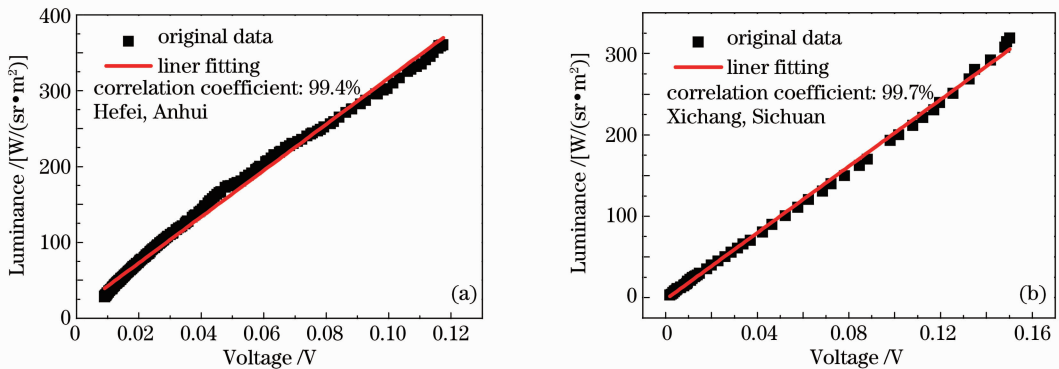 400
300
200
100
0
Luminance /[W/(sr•m²)]
original data
liner fitting
correlation coefficient: 99.4%
Hefei, Anhui
(a)
0 0.02 0.04 0.06 0.08 0.10 0.12
Voltage /V
300
200
100
0
Luminance /[W/(sr•m²)]
original data
liner fitting
correlation coefficient: 99.7%
Xichang, Sichuan
(b)
0 0.04 0.08 0.12 0.16
Voltage /V